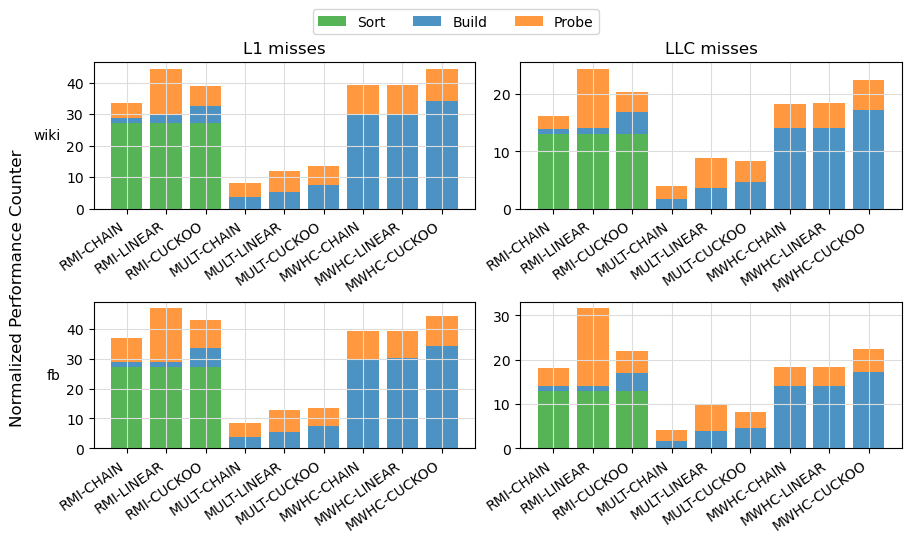 Sort Build Probe
L1 misses LLC misses
Normalized Performance Counter
wiki
40
30
20
10
0
RMI-CHAIN RMI-LINEAR RMI-CUCKOO MULT-CHAIN MULT-LINEAR MULT-CUCKOO MWHC-CHAIN MWHC-LINEAR MWHC-CUCKOO
20
10
0
RMI-CHAIN RMI-LINEAR RMI-CUCKOO MULT-CHAIN MULT-LINEAR MULT-CUCKOO MWHC-CHAIN MWHC-LINEAR MWHC-CUCKOO
fb
40
30
20
10
0
RMI-CHAIN RMI-LINEAR RMI-CUCKOO MULT-CHAIN MULT-LINEAR MULT-CUCKOO MWHC-CHAIN MWHC-LINEAR MWHC-CUCKOO
30
20
10
0
RMI-CHAIN RMI-LINEAR RMI-CUCKOO MULT-CHAIN MULT-LINEAR MULT-CUCKOO MWHC-CHAIN MWHC-LINEAR MWHC-CUCKOO